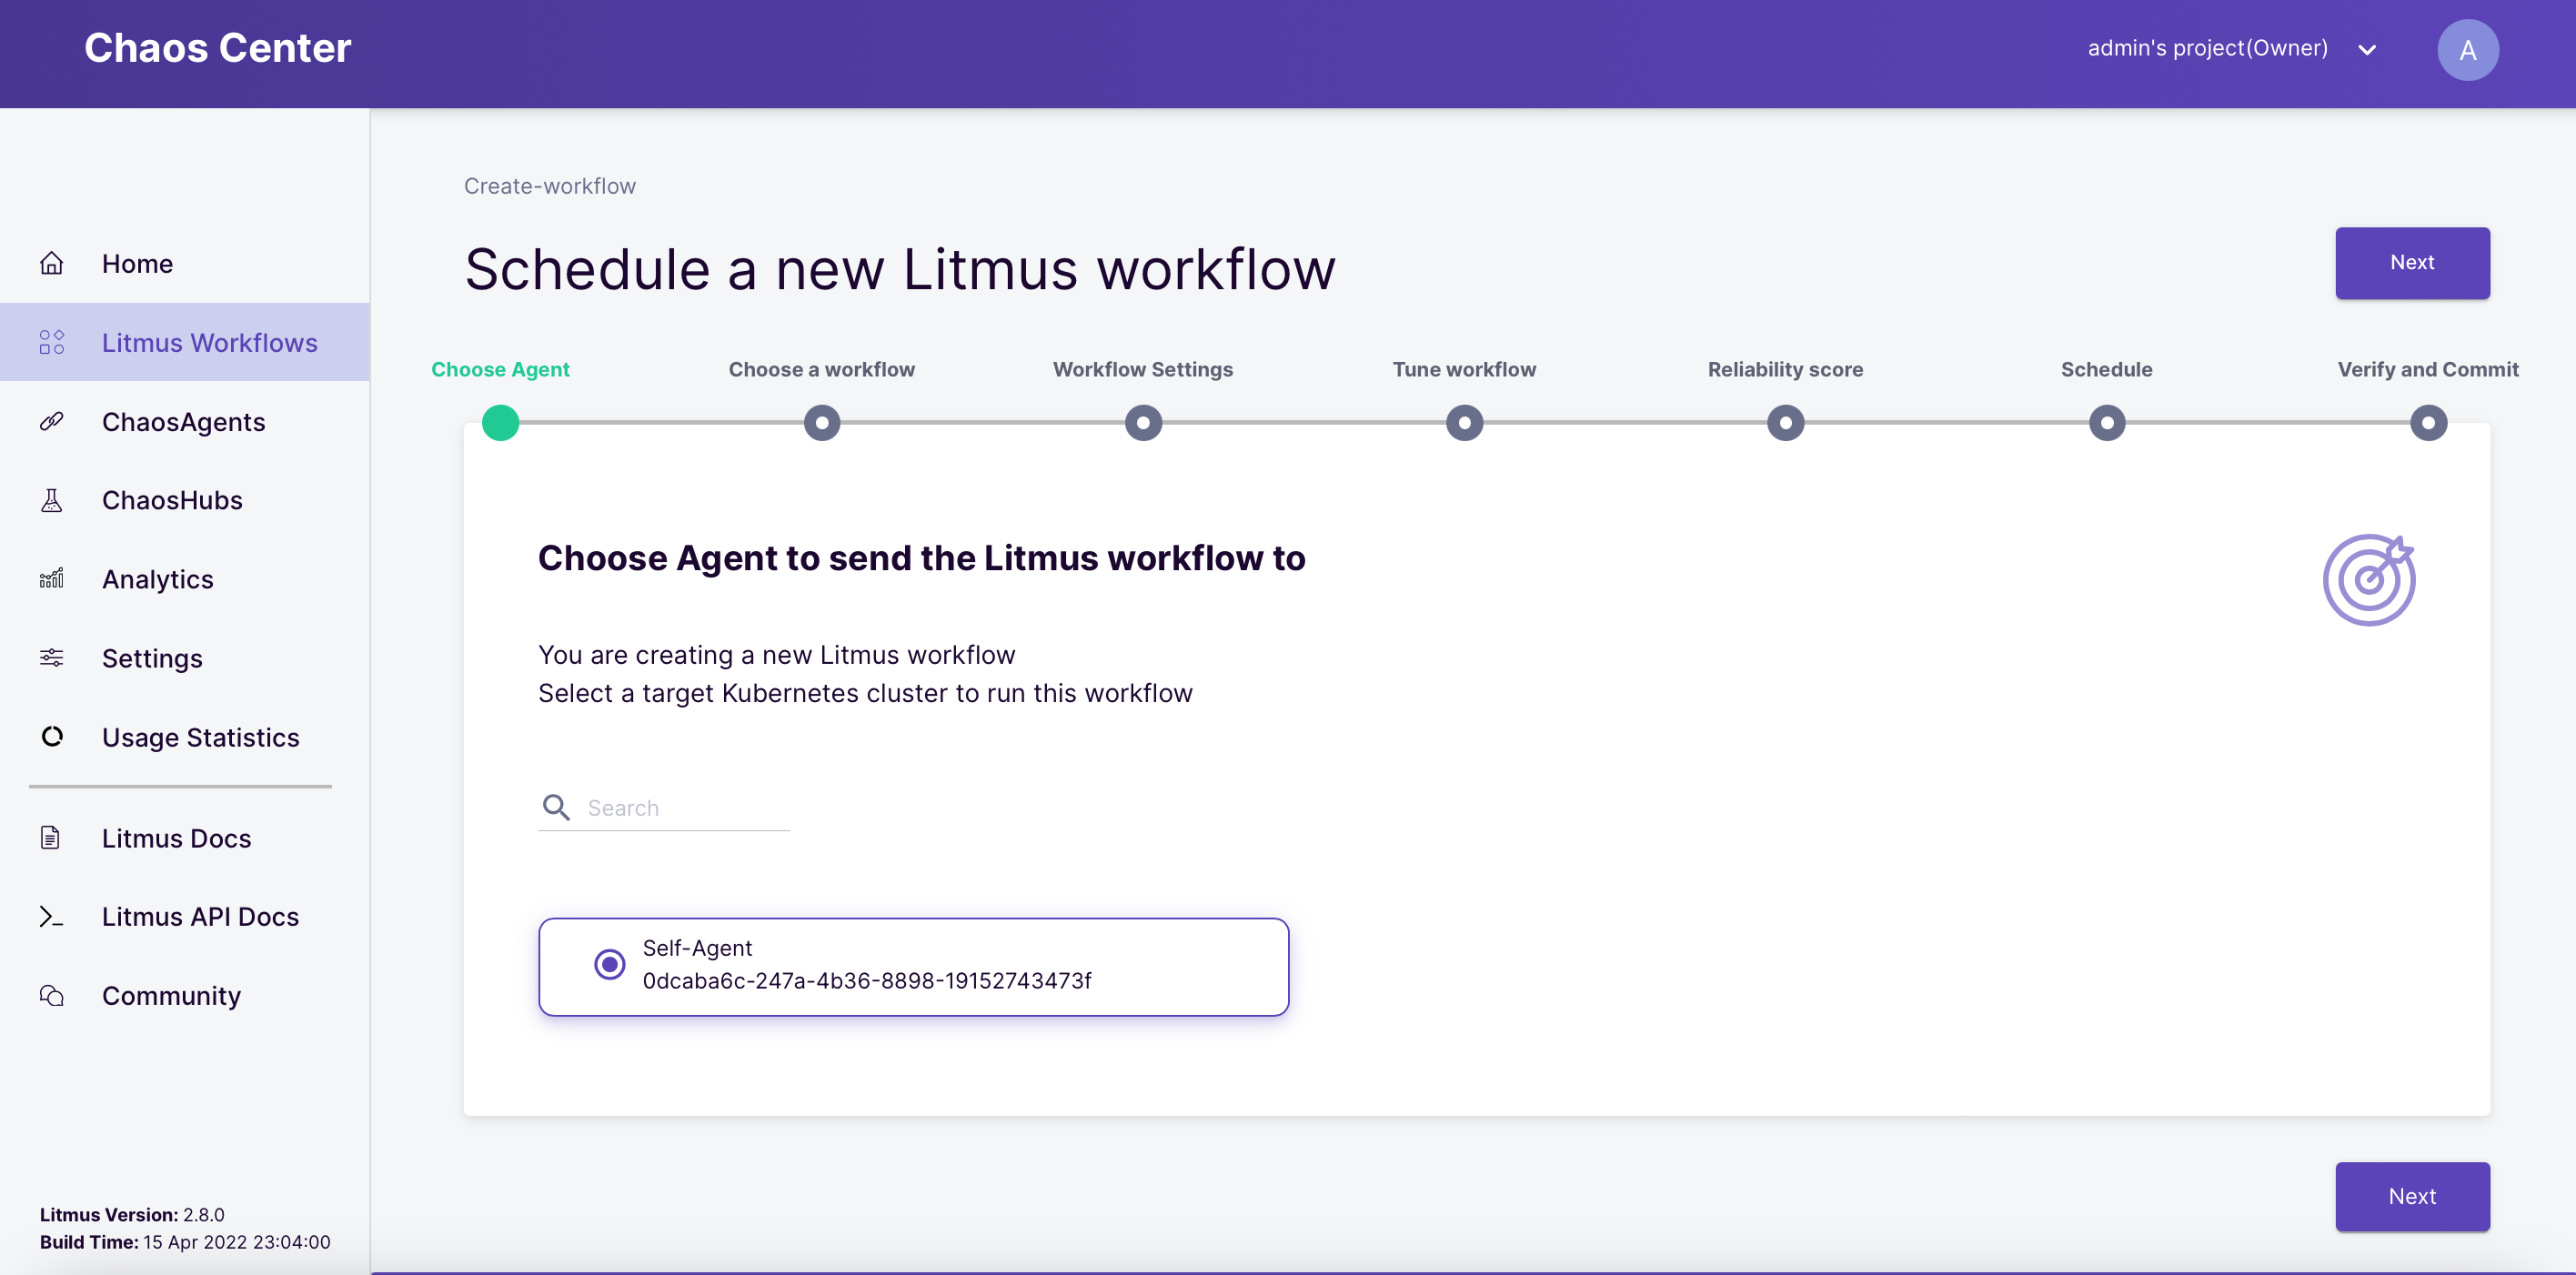 Chaos Center
admin's project(Owner)
A
Home
Litmus Workflows
ChaosAgents
ChaosHubs
Analytics
Settings
Usage Statistics
Litmus Docs
Litmus API Docs
Community
Litmus Version: 2.8.0
Build Time: 15 Apr 2022 23:04:00
Create-workflow
Schedule a new Litmus workflow
Next
Choose Agent
Choose a workflow
Workflow Settings
Tune workflow
Reliability score
Schedule
Verify and Commit
Choose Agent to send the Litmus workflow to
You are creating a new Litmus workflow
Select a target Kubernetes cluster to run this workflow
Search
Self-Agent
0dcaba6c-247a-4b36-8898-19152743473f
Next